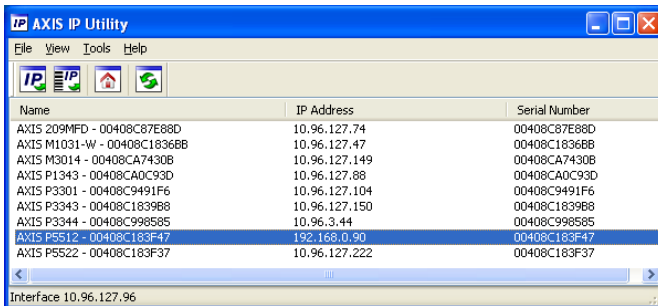 IP AXIS IP Utility
File View Tools Help
IP IP
Name IP Address Serial Number
AXIS 209MFD - 00408C87E88D 10.96.127.74 00408C87E88D
AXIS M1031-W - 00408C1836BB 10.96.127.47 00408C1836BB
AXIS M3014 - 00408CA7430B 10.96.127.149 00408CA7430B
AXIS P1343 - 00408CA0C93D 10.96.127.88 00408CA0C93D
AXIS P3301 - 00408C9491F6 10.96.127.104 00408C9491F6
AXIS P3343 - 00408C1839B8 10.96.127.150 00408C1839B8
AXIS P3344 - 00408C998585 10.96.3.44 00408C998585
AXIS P5512 - 00408C183F47 192.168.0.90 00408C183F47
AXIS P5522 - 00408C183F37 10.96.127.222 00408C183F37
Interface 10.96.127.96